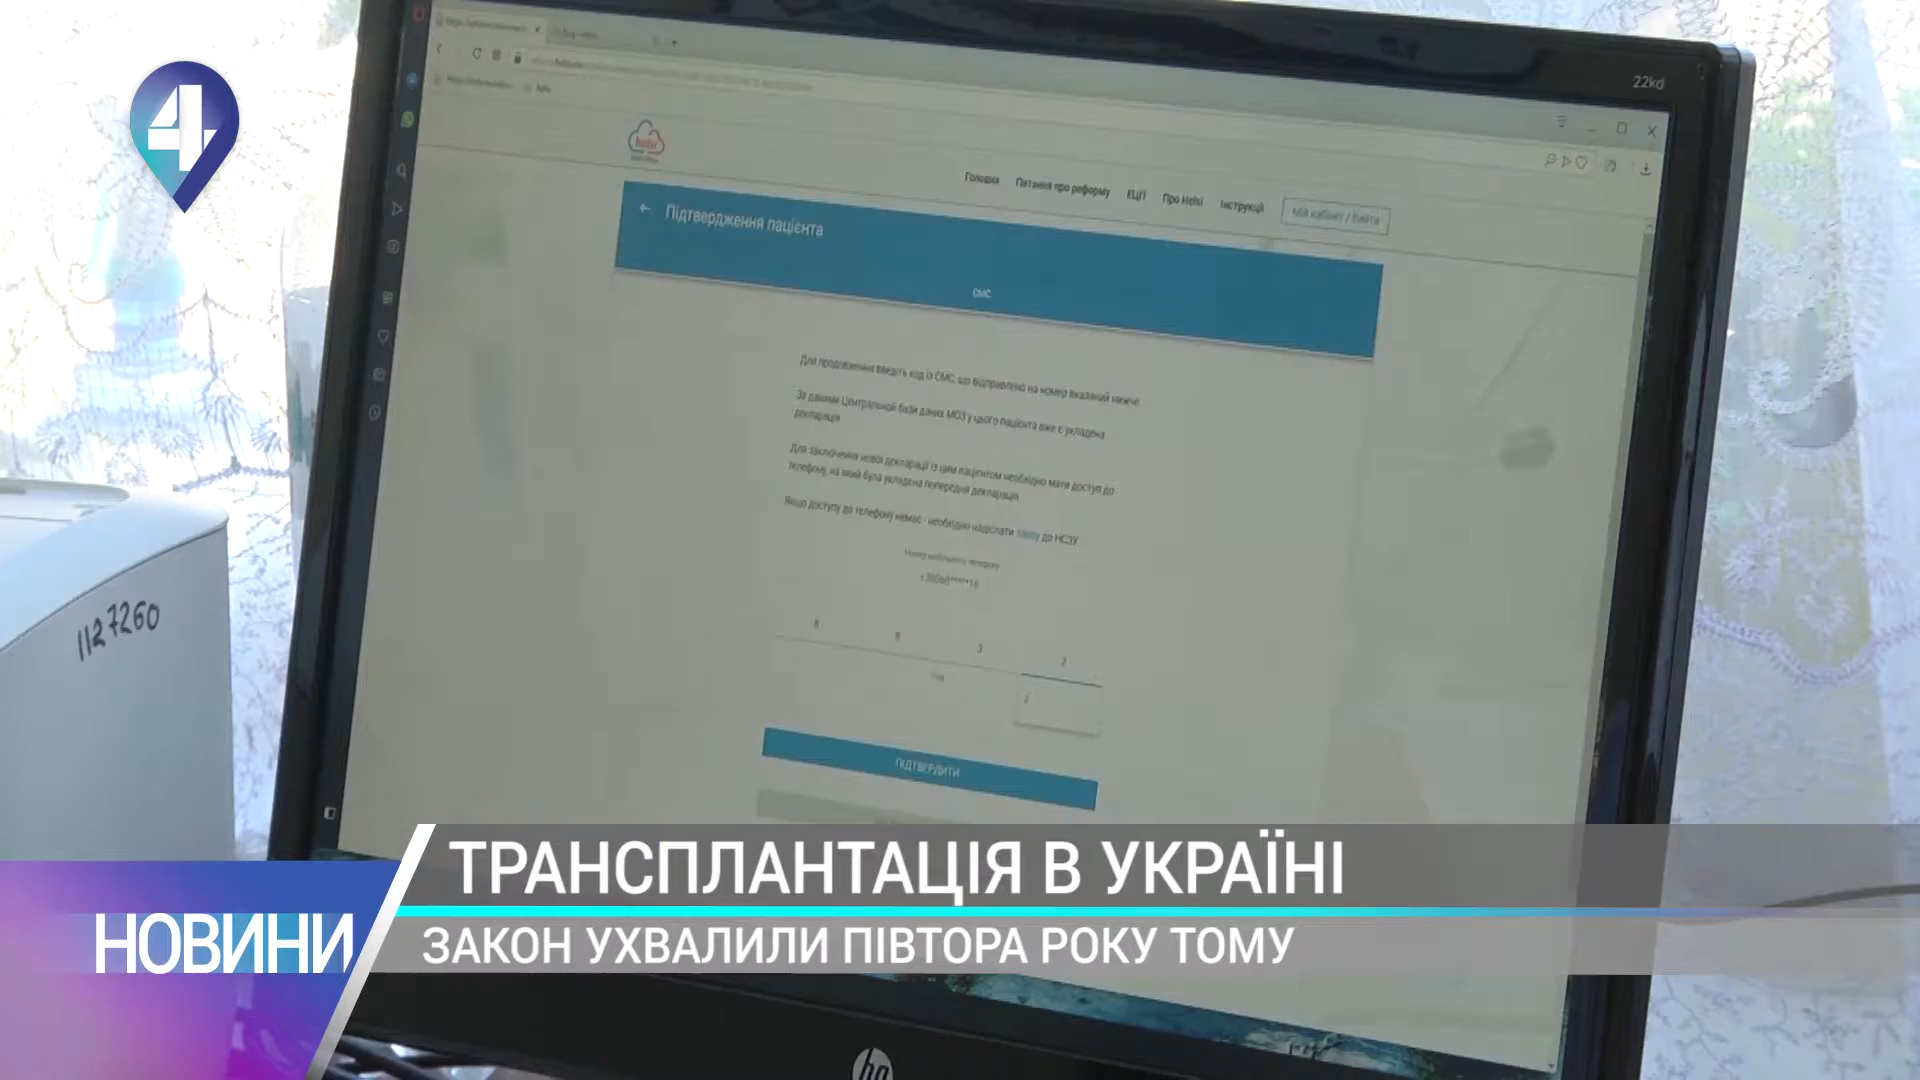 4
22kd
helsi
Головна Питання про реформу ЕЦП Про Helsi Інструкції Мій кабінет / Вийти
← Підтвердження пацієнта
СМС
Для продовження введіть код із СМС, що відправлено на номер вказаний нижче.
За даними Центральної бази даних МОЗ у цього пацієнта вже є укладена
декларація
Для заключення нової декларації із цим пацієнтом необхідно мати доступ до
телефону, на який була укладена попередня декларація
Якщо доступу до телефону немає - необхідно надіслати заяву до НСЗУ
Номер мобільного телефону
3 2
ПІДТВЕРДИТИ
1127260
ТРАНСПЛАНТАЦІЯ В УКРАЇНІ
НОВИНИ
ЗАКОН УХВАЛИЛИ ПІВТОРА РОКУ ТОМУ
hp